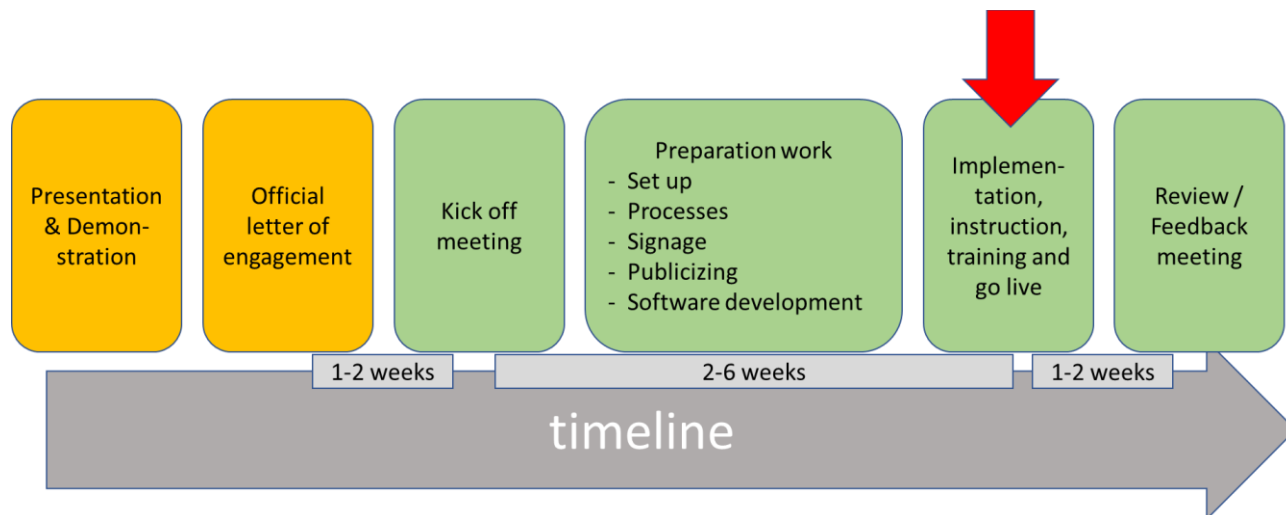 Presentation
& Demon-
stration
Official
letter of
engagement
Kick off
meeting
Preparation work
- Set up
- Processes
- Signage
- Publicizing
- Software development
Implemen-
tation,
instruction,
training and
go live
Review /
Feedback
meeting
1-2 weeks
2-6 weeks
1-2 weeks
timeline